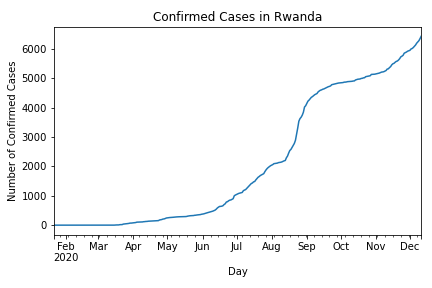 Confirmed Cases in Rwanda
Number of Confirmed Cases
6000
5000
4000
3000
2000
1000
0
Feb Mar Apr May Jun Jul Aug Sep Oct Nov Dec
2020
Day